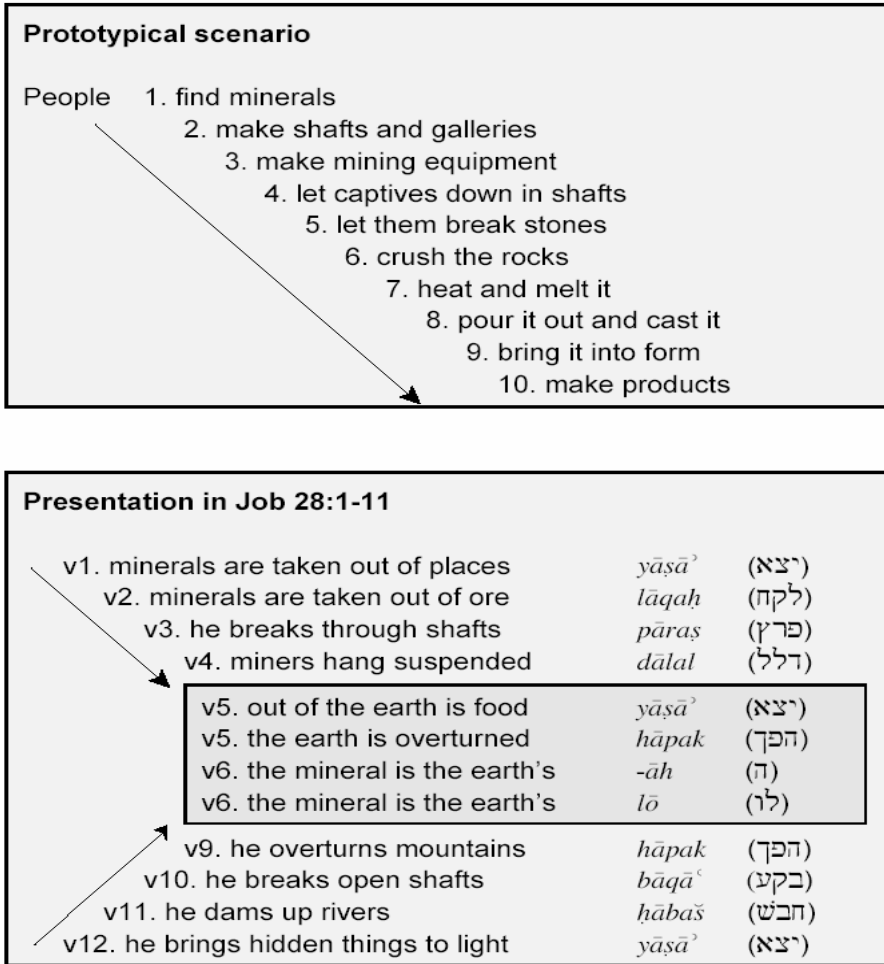 Prototypical scenario
People 1. find minerals
2. make shafts and galleries
3. make mining equipment
4. let captives down in shafts
5. let them break stones
6. crush the rocks
7. heat and melt it
8. pour it out and cast it
9. bring it into form
10. make products
Presentation in Job 28:1-11
v1. minerals are taken out of places yāṣāʾ (יצא)
v2. minerals are taken out of ore lāqaḥ (לקח)
v3. he breaks through shafts pāraṣ (פרץ)
v4. miners hang suspended dālal (דלל)
v5. out of the earth is food yāṣāʾ (יצא)
v5. the earth is overturned hāpak (הפך)
v6. the mineral is the earth's -āh (ה)
v6. the mineral is the earth's lō (לו)
v9. he overturns mountains hāpak (הפך)
v10. he breaks open shafts bāqāʿ (בקע)
v11. he dams up rivers ḥābaš (חבש)
v12. he brings hidden things to light yāṣāʾ (יצא)